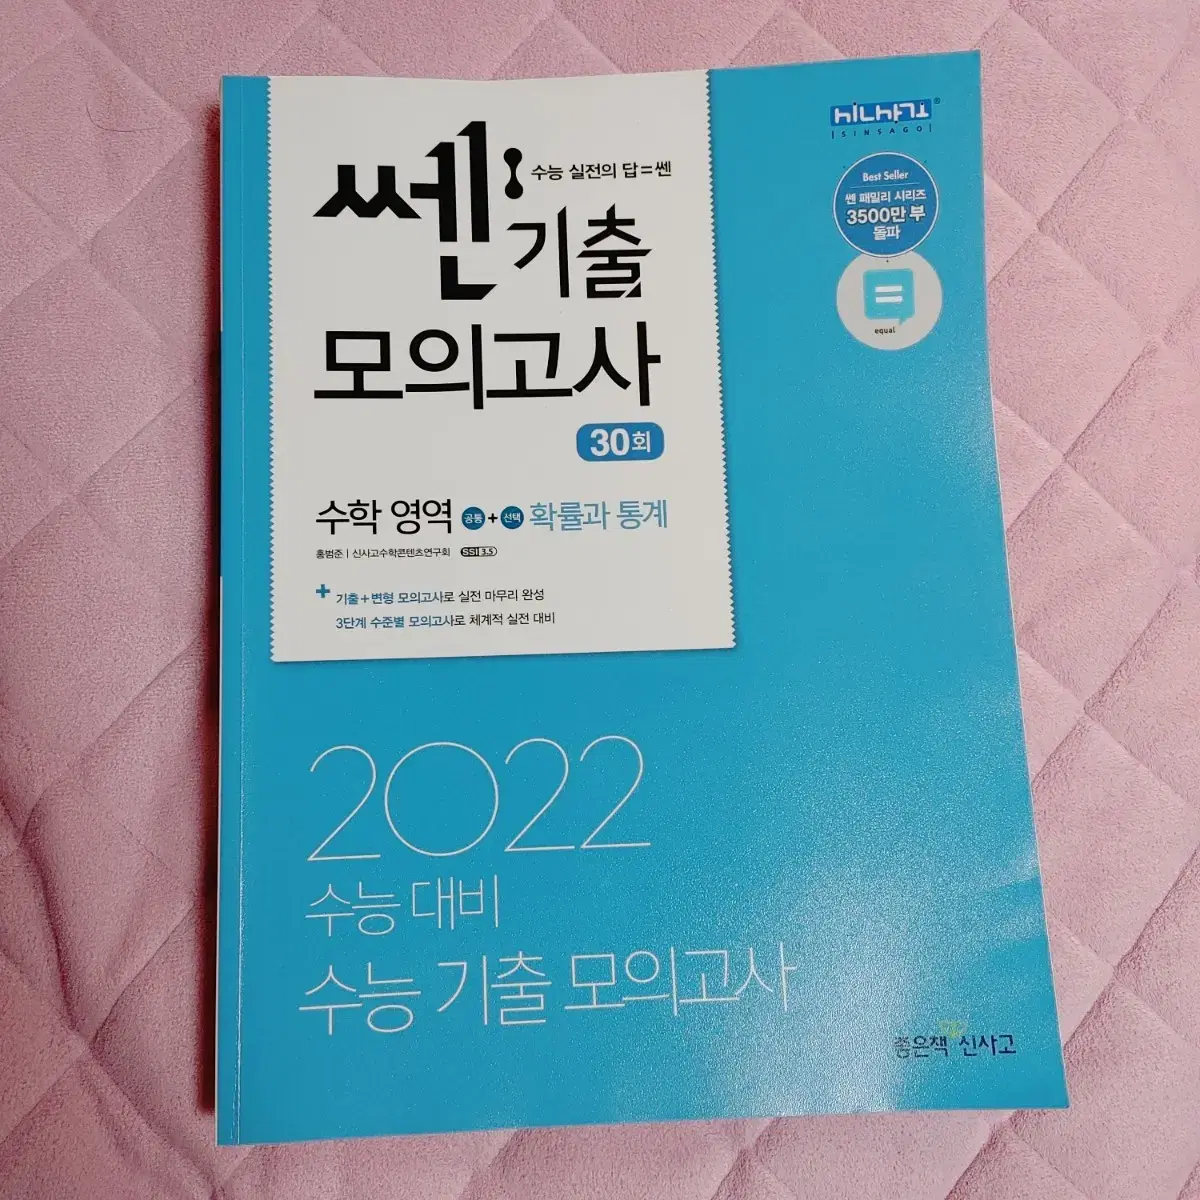 쎈 수능 실전의 답=쎈
기출
모의고사
30회
수학 영역 공통 + 선택 확률과 통계
홍범준 | 신사고수학콘텐츠연구회 SSI 3.5
+ 기출+변형 모의고사로 실전 마무리 완성
3단계 수준별 모의고사로 체계적 실전 대비
SINSAGO
Best Seller
쎈 패밀리 시리즈
3500만 부
돌파
=
equal
2022
수능 대비
수능 기출 모의고사
좋은책 신사고